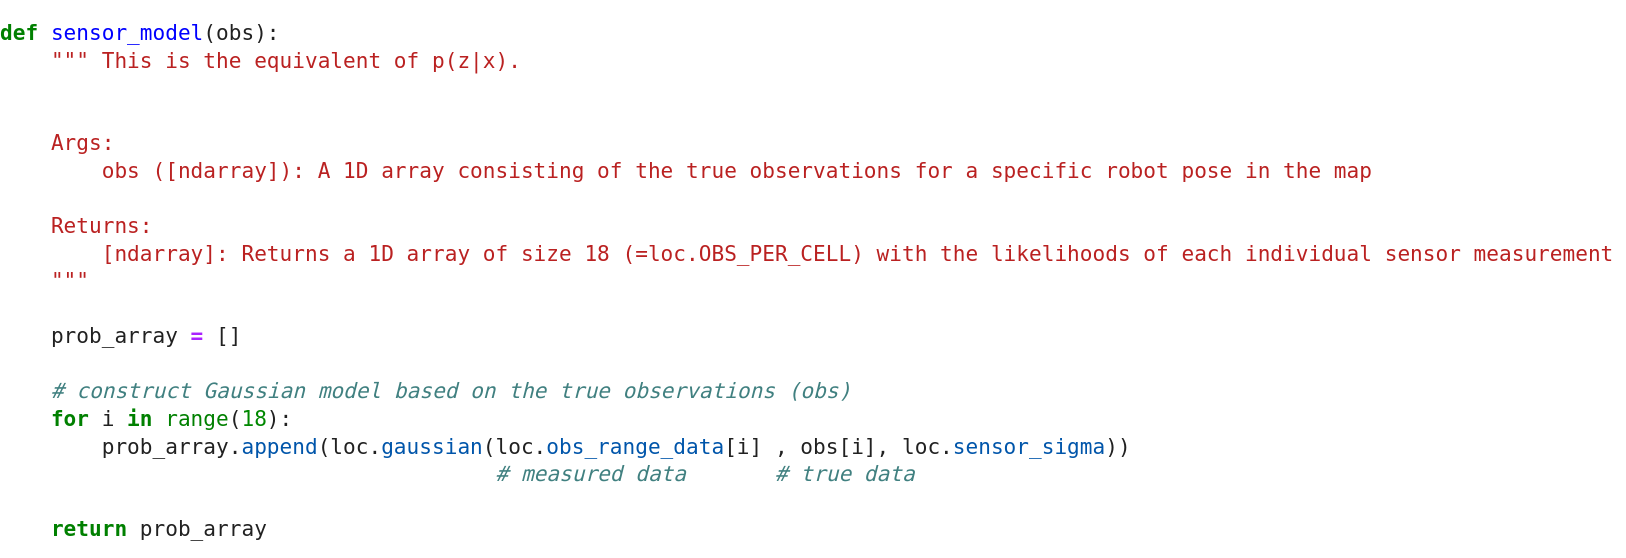 def sensor_model(obs):
    """ This is the equivalent of p(z|x).


    Args:
        obs ([ndarray]): A 1D array consisting of the true observations for a specific robot pose in the map

    Returns:
        [ndarray]: Returns a 1D array of size 18 (=loc.OBS_PER_CELL) with the likelihoods of each individual sensor measurement
    """

    prob_array = []

    # construct Gaussian model based on the true observations (obs)
    for i in range(18):
        prob_array.append(loc.gaussian(loc.obs_range_data[i] , obs[i], loc.sensor_sigma))
                                       # measured data       # true data

    return prob_array